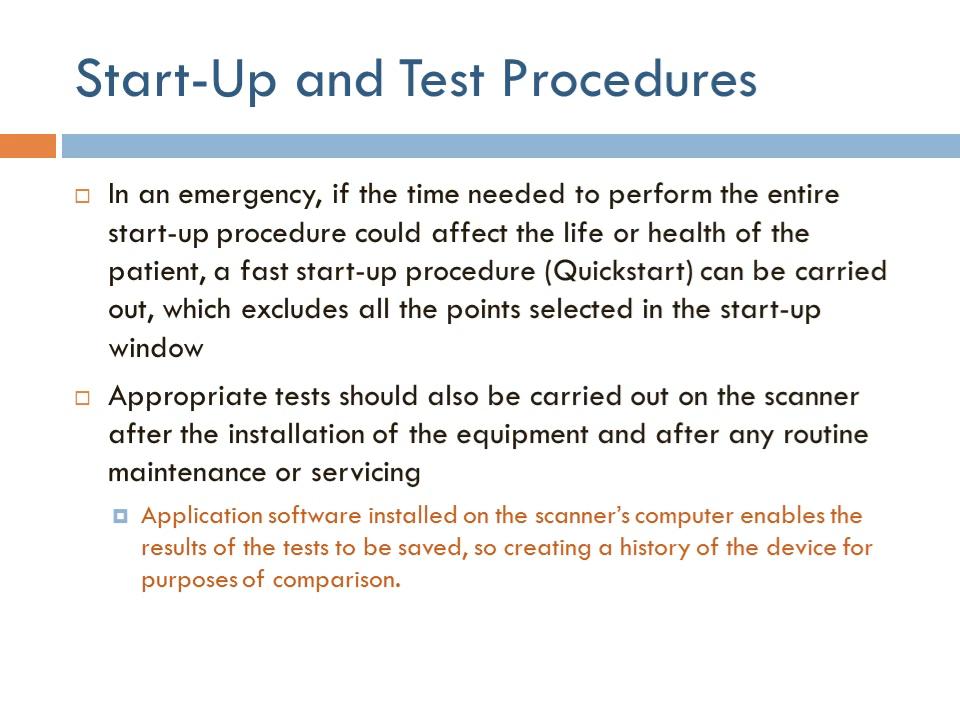 Start-Up and Test Procedures
In an emergency, if the time needed to perform the entire
start-up procedure could affect the life or health of the
patient, a fast start-up procedure (Quickstart) can be carried
out, which excludes all the points selected in the start-up
window
Appropriate tests should also be carried out on the scanner
after the installation of the equipment and after any routine
maintenance or servicing
Application software installed on the scanner’s computer enables the
results of the tests to be saved, so creating a history of the device for
purposes of comparison.